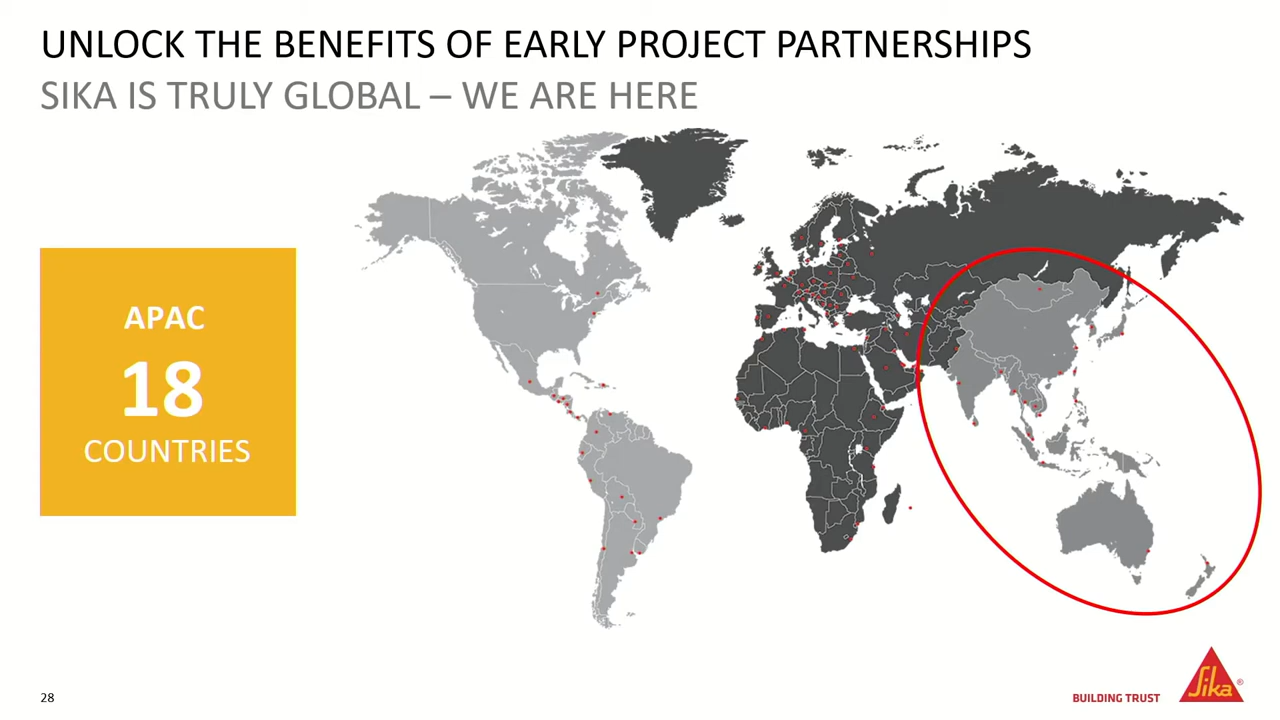 UNLOCK THE BENEFITS OF EARLY PROJECT PARTNERSHIPS
SIKA IS TRULY GLOBAL – WE ARE HERE
APAC
18
COUNTRIES
28
BUILDING TRUST
Sika®